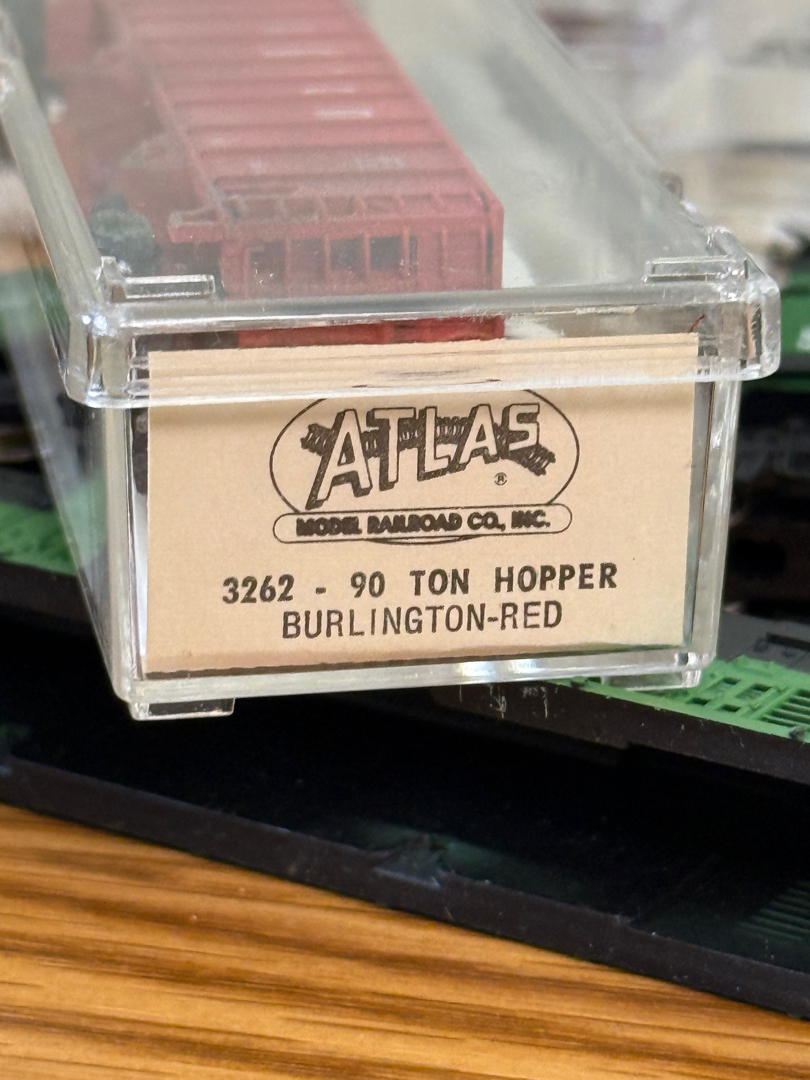 ATLAS
®
MODEL RAILROAD CO., INC.
3262 - 90 TON HOPPER
BURLINGTON-RED